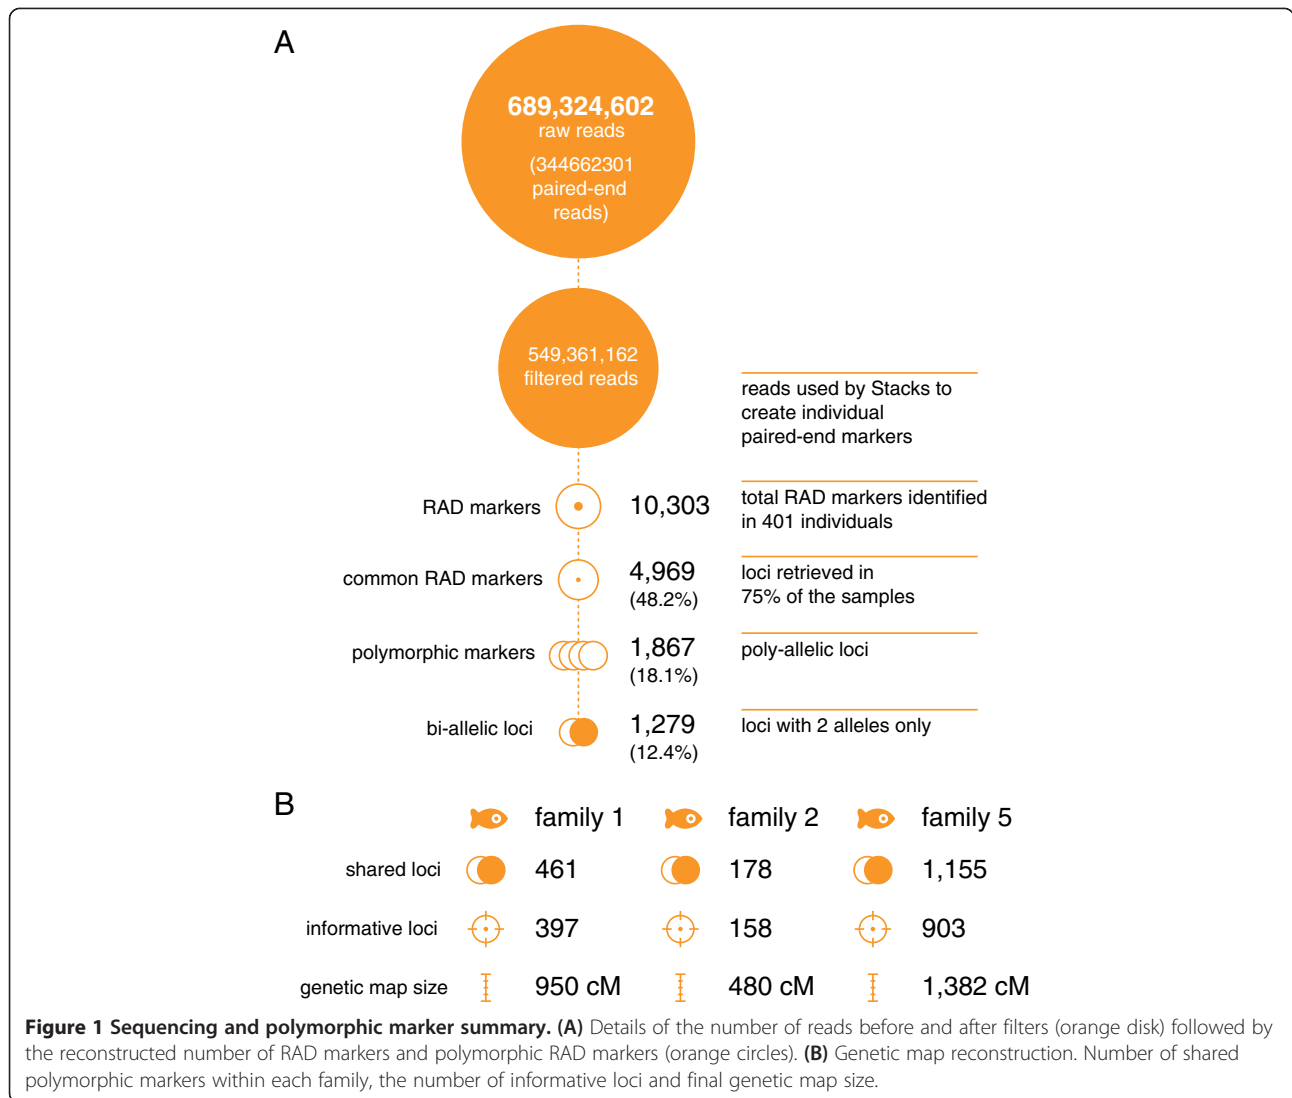 A
689,324,602
raw reads
(344662301
paired-end
reads)
549,361,162
filtered reads
reads used by Stacks to
create individual
paired-end markers
RAD markers
10,303
total RAD markers identified
in 401 individuals
common RAD markers
4,969
(48.2%)
loci retrieved in
75% of the samples
polymorphic markers
1,867
(18.1%)
poly-allelic loci
bi-allelic loci
1,279
(12.4%)
loci with 2 alleles only
B
family 1 family 2 family 5
shared loci 461 178 1,155
informative loci 397 158 903
genetic map size 950 cM 480 cM 1,382 cM
Figure 1 Sequencing and polymorphic marker summary. (A) Details of the number of reads before and after filters (orange disk) followed by
the reconstructed number of RAD markers and polymorphic RAD markers (orange circles). (B) Genetic map reconstruction. Number of shared
polymorphic markers within each family, the number of informative loci and final genetic map size.